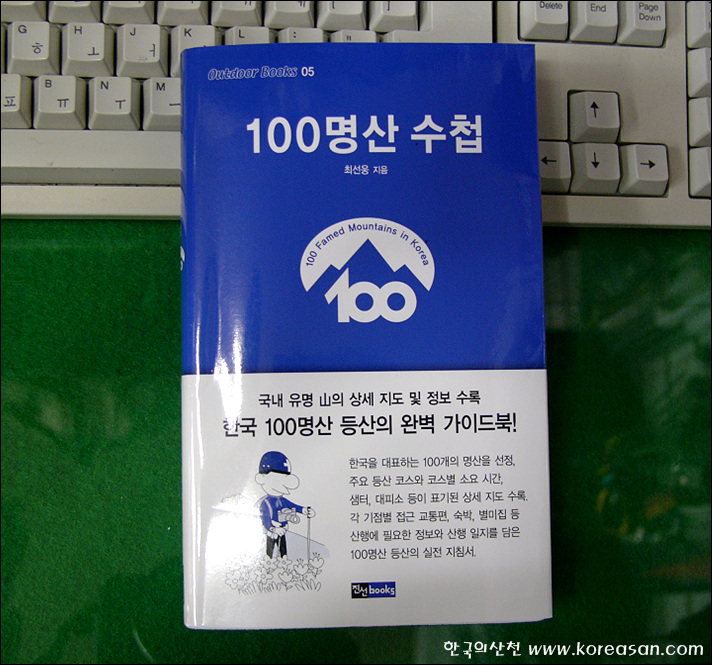 Delete
End
Page
Down
ㅎ
ㅗ
ㅓ
ㅏ
ㅣ
G
H
J
K
L
ㅍ
ㅠ
ㅜ
ㅡ
B
N
M
↑
←
↓
→
Outdoor Books 05
100명산 수첩
최선웅 지음
100 Famed Mountains in Korea
100
국내 유명 山의 상세 지도 및 정보 수록
한국 100명산 등산의 완벽 가이드북!
한국을 대표하는 100개의 명산을 선정,
주요 등산 코스와 코스별 소요 시간,
샘터, 대피소 등이 표기된 상세 지도 수록.
각 기점별 접근 교통편, 숙박, 별미집 등
산행에 필요한 정보와 산행 일지를 담은
100명산 등산의 실전 지침서.
진선books
한국의산천 www.koreasan.com